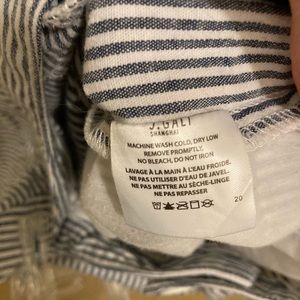 J.GALT
SHANGHAI
MACHINE WASH COLD, DRY LOW
REMOVE PROMPTLY,
NO BLEACH, DO NOT IRON
LAVAGE À LA MAIN À L'EAU FROIDE.
NE PAS UTILISER D'EAU DE JAVEL.
NE PAS METTRE AU SÈCHE-LINGE
NE PAS REPASSER
20